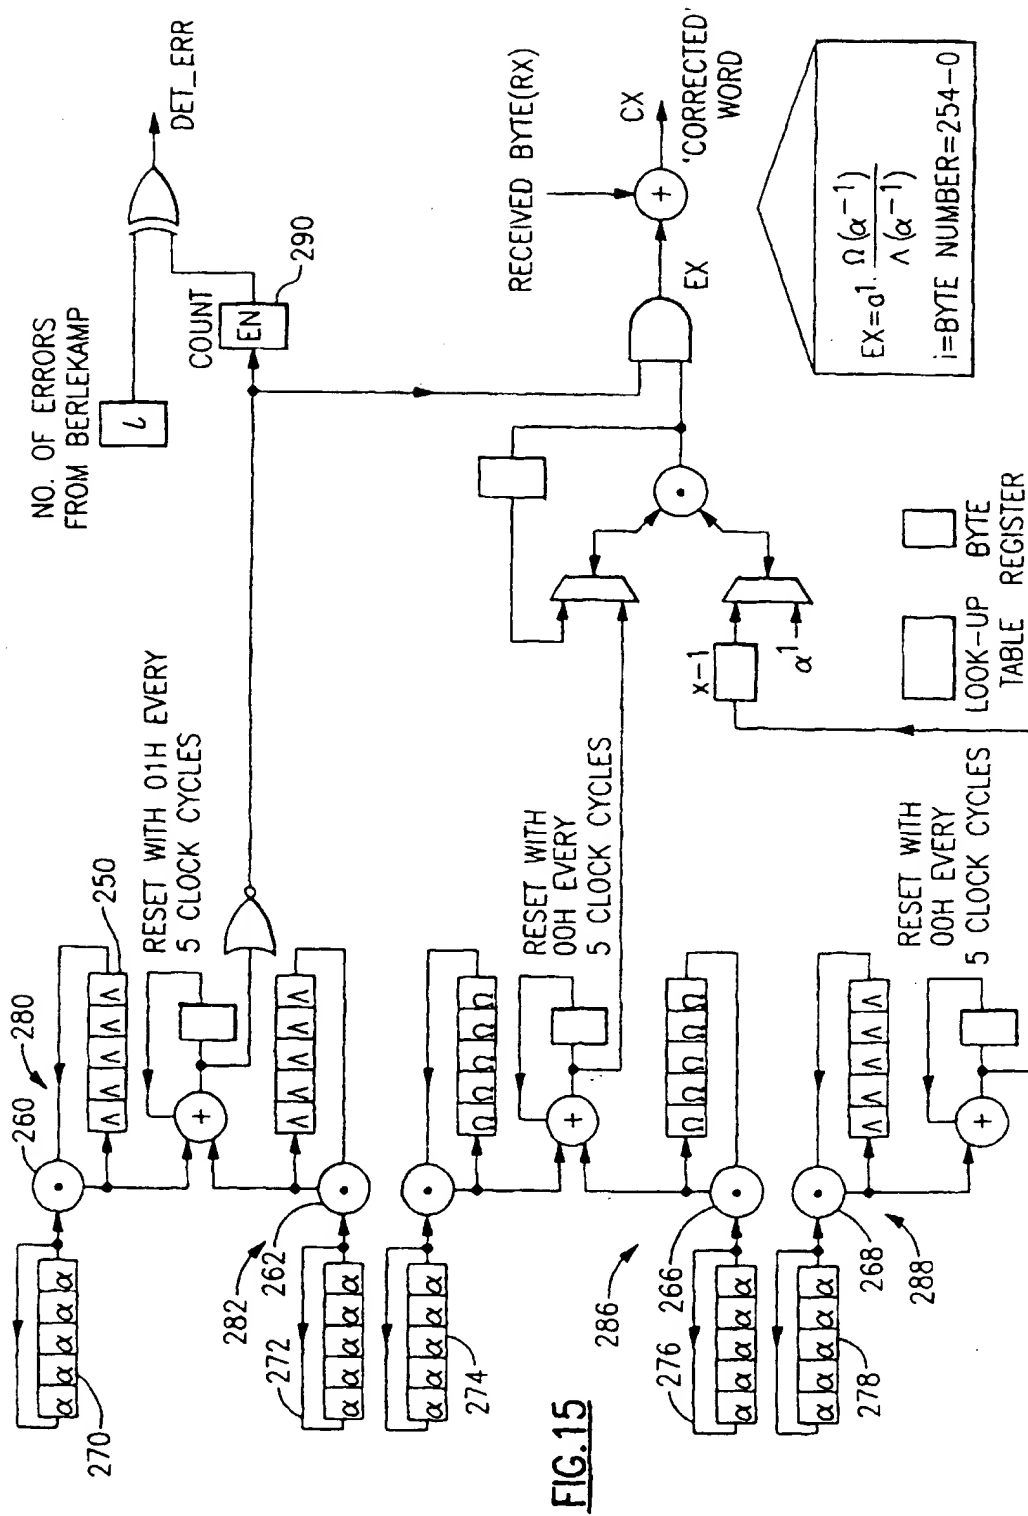 NO. OF ERRORS
FROM BERLEKAMP
l
DET_ERR
COUNT
EN
290
260
280
250
270
α α α α α
Λ Λ Λ Λ Λ
RESET WITH 01H EVERY
5 CLOCK CYCLES
+
Λ Λ Λ Λ Λ
282
262
272
α α α α α
274
α α α α α
Ω Ω Ω Ω Ω
RESET WITH
00H EVERY
5 CLOCK CYCLES
+
Ω Ω Ω Ω Ω
286
266
276
α α α α α
278
α α α α α
268
288
Λ Λ Λ Λ Λ
RESET WITH
00H EVERY
5 CLOCK CYCLES
+
x-1
α¹
RECEIVED BYTE(RX)
EX
+
CX
'CORRECTED'
WORD
EX=a¹· Ω(α⁻¹)
Λ(α⁻¹)
i=BYTE NUMBER=254-0
LOOK-UP
TABLE
BYTE
REGISTER
FIG.15